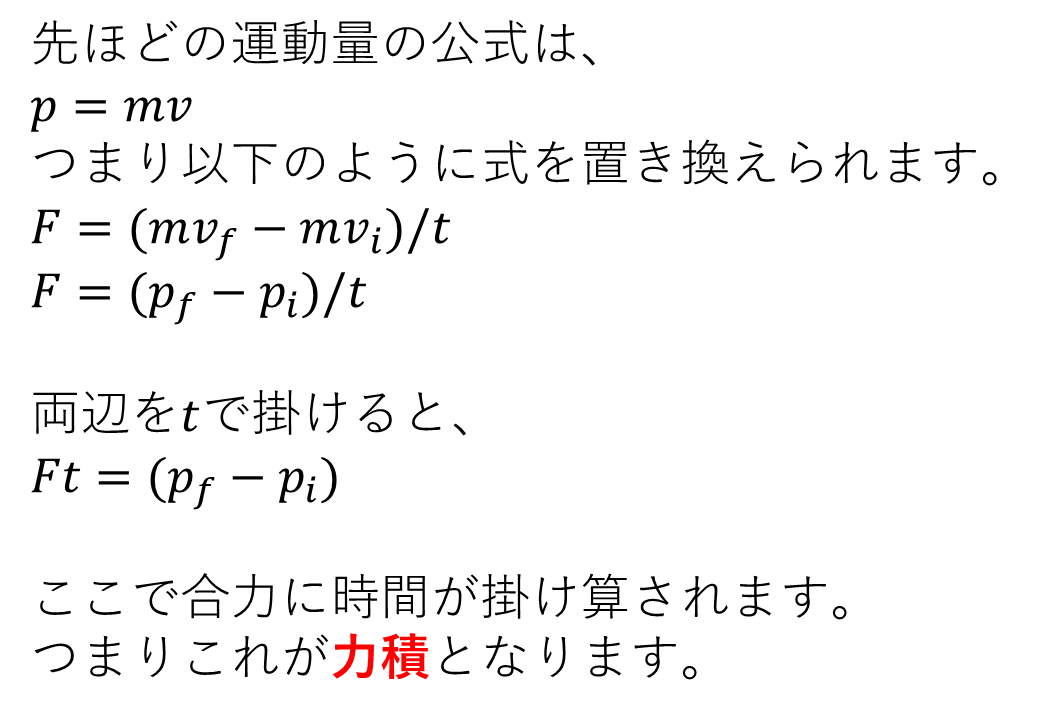 先ほどの運動量の公式は、
p = mv
つまり以下のように式を置き換えられます。
F = (mv_f − mv_i)/t
F = (p_f − p_i)/t
両辺をtで掛けると、
Ft = (p_f − p_i)
ここで合力に時間が掛け算されます。
つまりこれが力積となります。